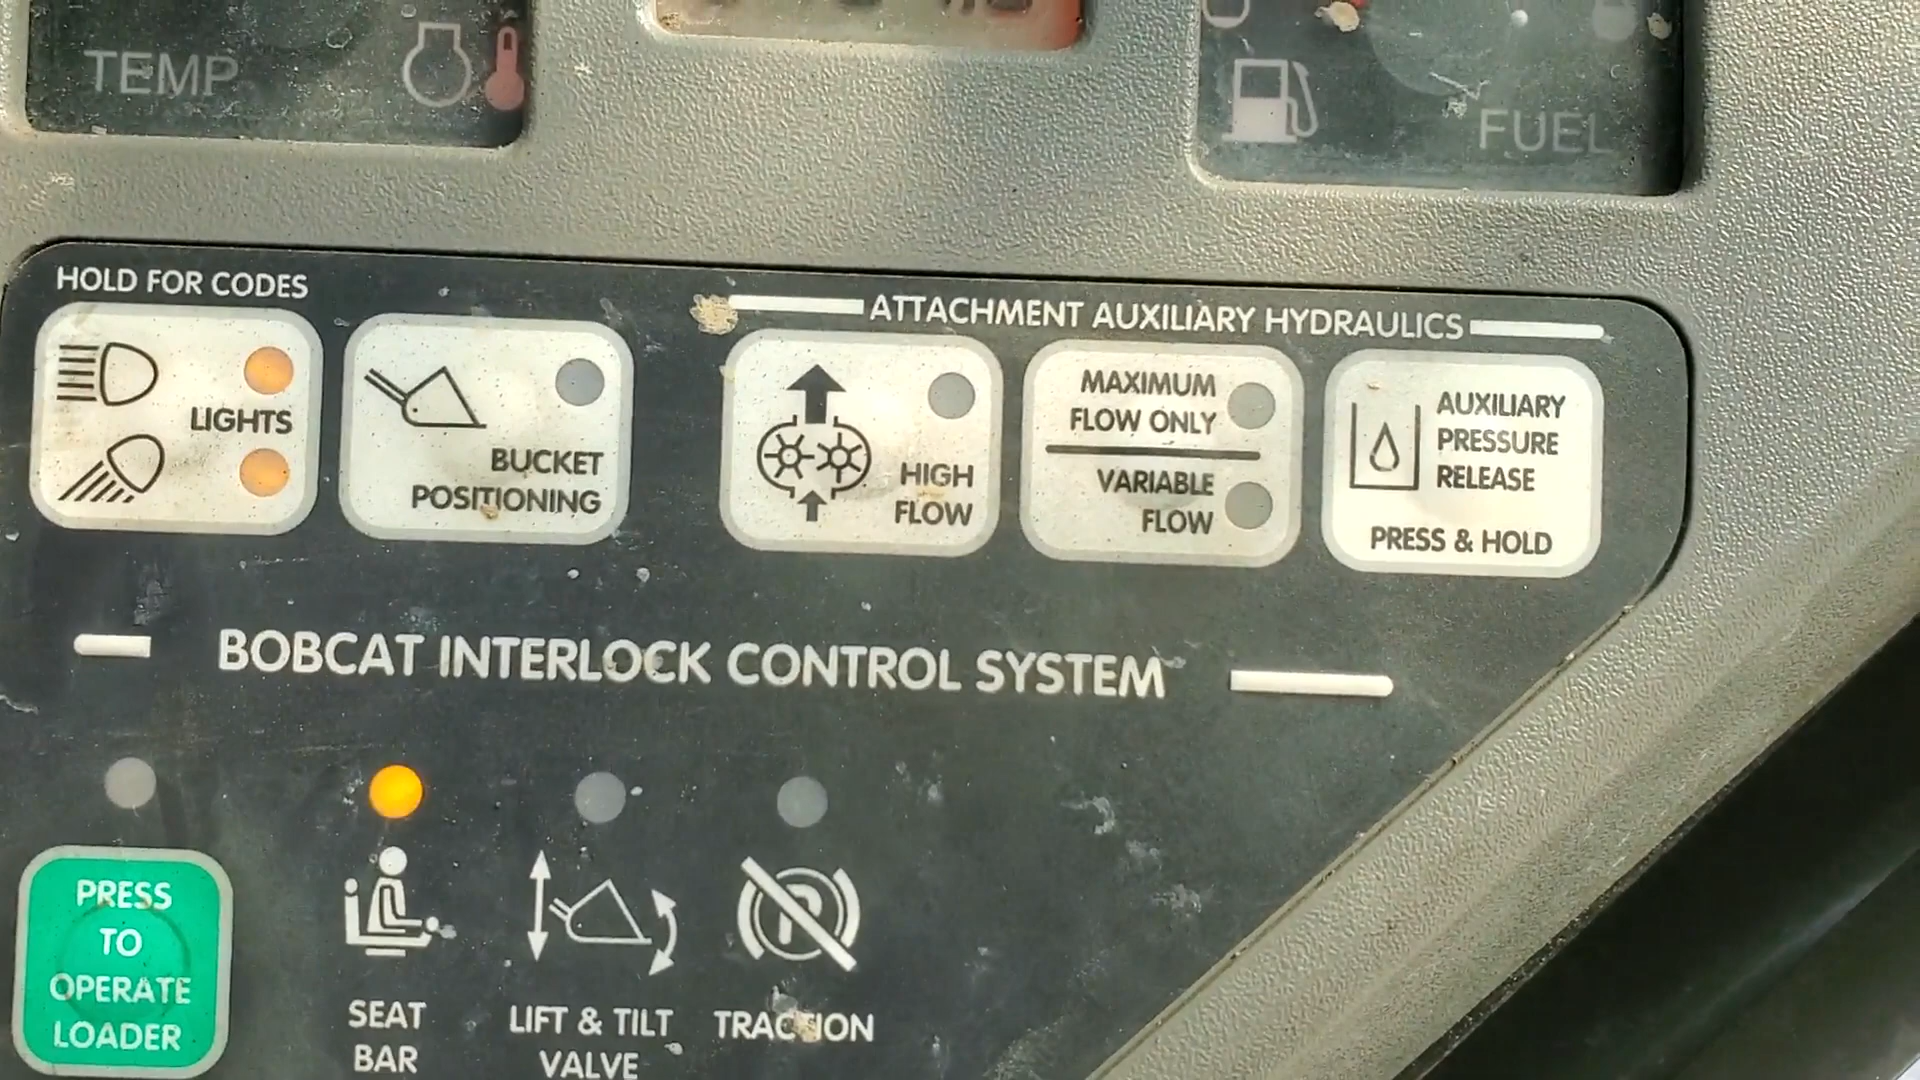 TEMP
FUEL
HOLD FOR CODES
ATTACHMENT AUXILIARY HYDRAULICS
LIGHTS
BUCKET
POSITIONING
HIGH
FLOW
MAXIMUM
FLOW ONLY
VARIABLE
FLOW
AUXILIARY
PRESSURE
RELEASE
PRESS & HOLD
BOBCAT INTERLOCK CONTROL SYSTEM
PRESS
TO
OPERATE
LOADER
SEAT
BAR
LIFT & TILT
VALVE
P
TRACTION